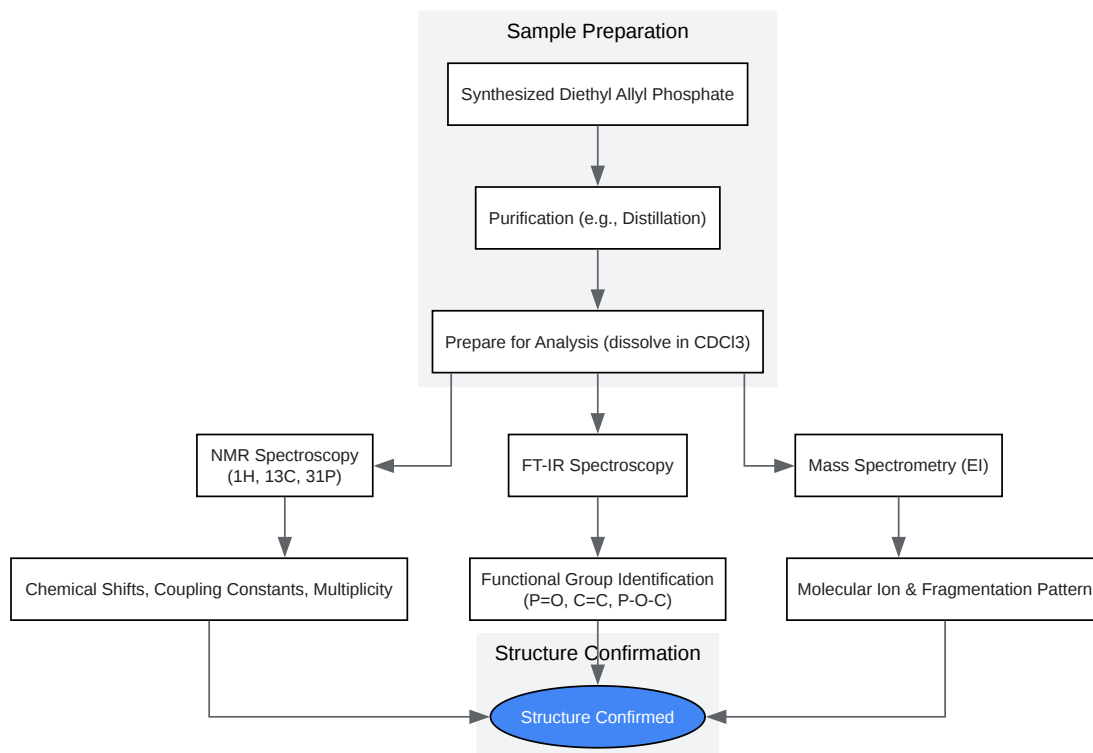 Sample Preparation
Synthesized Diethyl Allyl Phosphate
Purification (e.g., Distillation)
Prepare for Analysis (dissolve in CDCl3)
NMR Spectroscopy
(1H, 13C, 31P)
FT-IR Spectroscopy
Mass Spectrometry (EI)
Chemical Shifts, Coupling Constants, Multiplicity
Functional Group Identification
(P=O, C=C, P-O-C)
Molecular Ion & Fragmentation Pattern
Structure Confirmation
Structure Confirmed